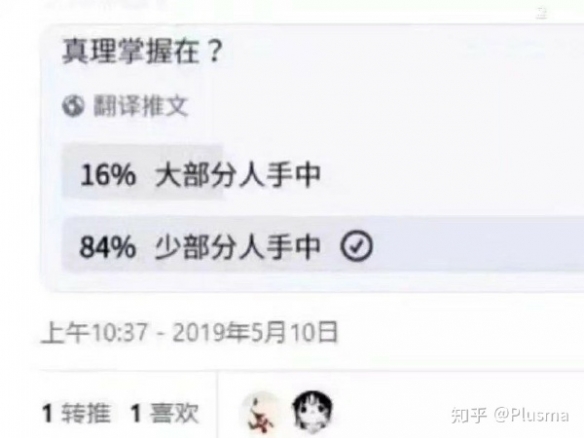 真理掌握在？
翻译推文
16% 大部分人手中
84% 少部分人手中
上午10:37 - 2019年5月10日
1 转推 1 喜欢
知乎 @Plusma